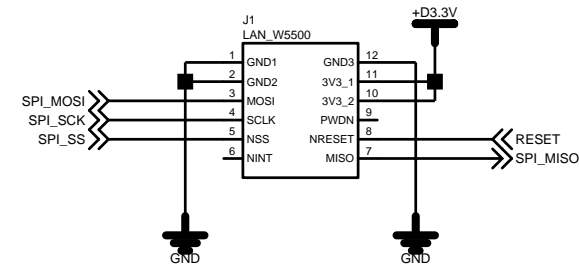 +D3.3V
J1
LAN_W5500
1 GND1 GND3 12
2 GND2 3V3_1 11
SPI_MOSI 3 MOSI 3V3_2 10
SPI_SCK 4 SCLK PWDN 9
SPI_SS 5 NSS NRESET 8 RESET
6 NINT MISO 7 SPI_MISO
GND GND